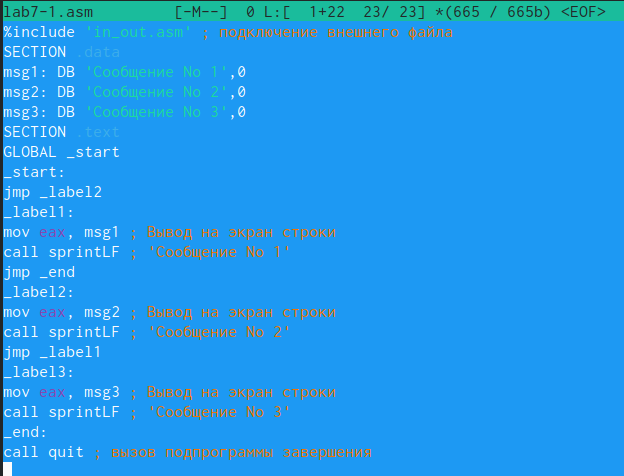 lab7-1.asm [-M--] 0 L:[ 1+22 23/ 23] *(665 / 665b) <EOF>
%include 'in_out.asm' ; подключение внешнего файла
SECTION .data
msg1: DB 'Сообщение No 1',0
msg2: DB 'Сообщение No 2',0
msg3: DB 'Сообщение No 3',0
SECTION .text
GLOBAL _start
_start:
jmp _label2
_label1:
mov eax, msg1 ; Вывод на экран строки
call sprintLF ; 'Сообщение No 1'
jmp _end
_label2:
mov eax, msg2 ; Вывод на экран строки
call sprintLF ; 'Сообщение No 2'
jmp _label1
_label3:
mov eax, msg3 ; Вывод на экран строки
call sprintLF ; 'Сообщение No 3'
_end:
call quit ; вызов подпрограммы завершения